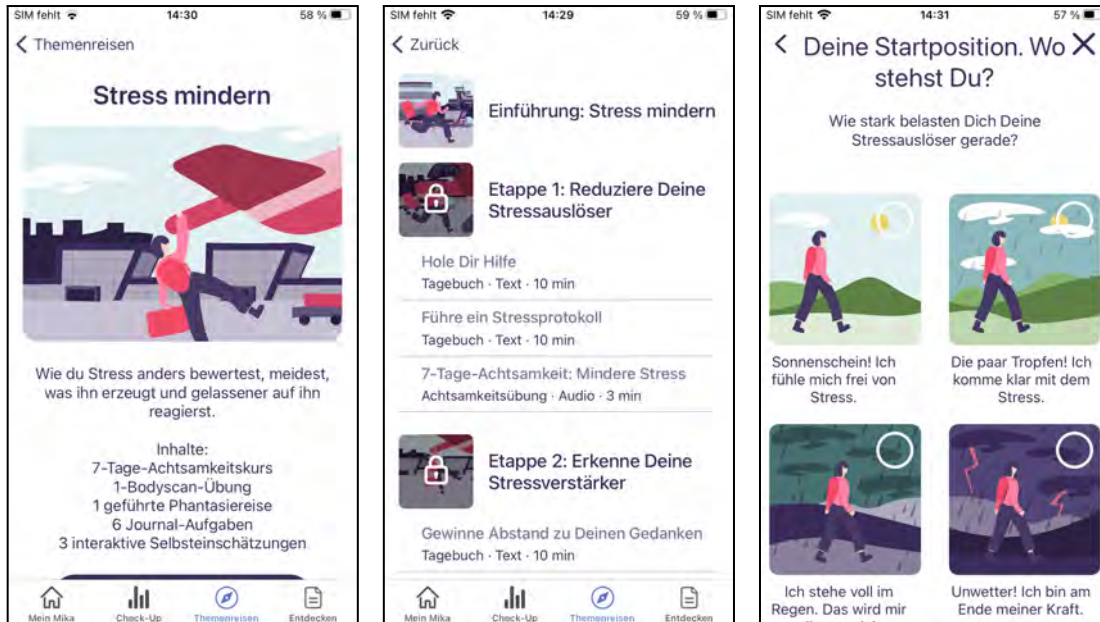 SIM fehlt 14:30 58 %
Themenreisen
Stress mindern
Wie du Stress anders bewertest, meidest,
was ihn erzeugt und gelassener auf ihn
reagierst.
Inhalte:
7-Tage-Achtsamkeitskurs
1-Bodyscan-Übung
1 geführte Phantasiereise
6 Journal-Aufgaben
3 interaktive Selbsteinschätzungen
Mein Mika Check-Up Themenreisen Entdecken
SIM fehlt 14:29 59 %
Zurück
Einführung: Stress mindern
Etappe 1: Reduziere Deine
Stressauslöser
Hole Dir Hilfe
Tagebuch · Text · 10 min
Führe ein Stressprotokoll
Tagebuch · Text · 10 min
7-Tage-Achtsamkeit: Mindere Stress
Achtsamkeitsübung · Audio · 3 min
Etappe 2: Erkenne Deine
Stressverstärker
Gewinne Abstand zu Deinen Gedanken
Tagebuch · Text · 10 min
Mein Mika Check-Up Themenreisen Entdecken
SIM fehlt 14:31 57 %
Deine Startposition. Wo
stehst Du?
Wie stark belasten Dich Deine
Stressauslöser gerade?
Sonnenschein! Ich
fühle mich frei von
Stress.
Die paar Tropfen! Ich
komme klar mit dem
Stress.
Ich stehe voll im
Regen. Das wird mir
Unwetter! Ich bin am
Ende meiner Kraft.